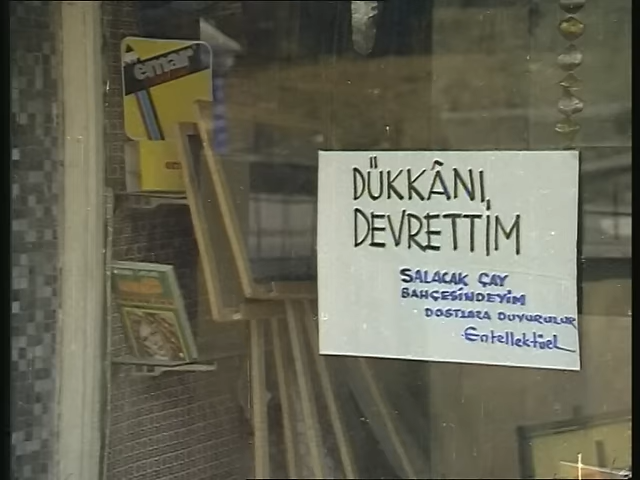 emar
DÜKKÂNI,
DEVRETTİM
SALACAK ÇAY
BAHÇESİNDEYİM
DOSTLARA DUYURULUR
Entellektüel